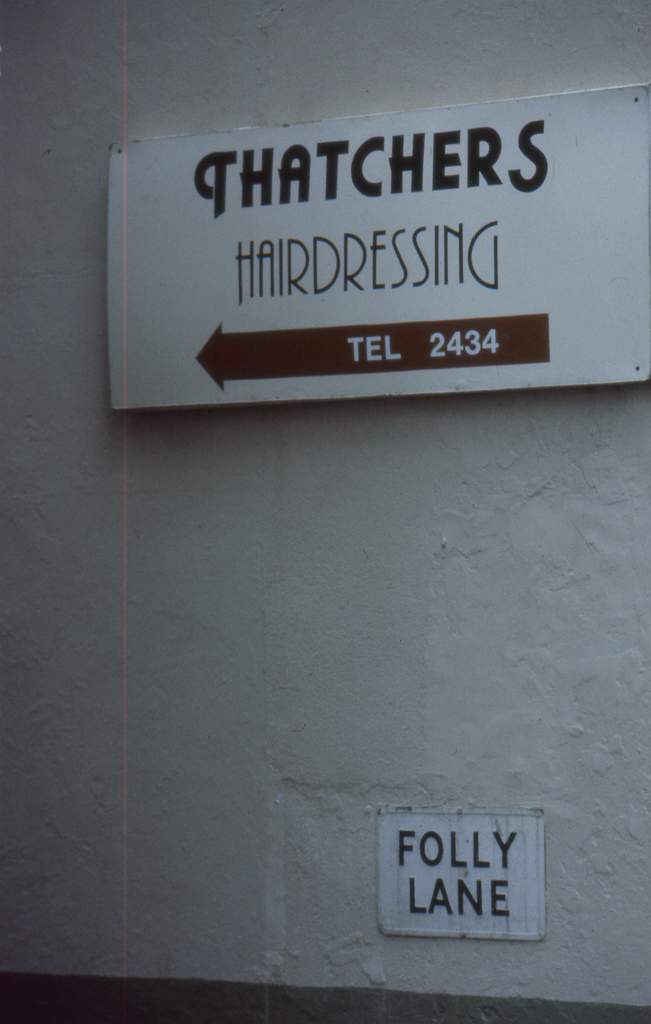 THATCHERS
HAIRDRESSING
TEL 2434
FOLLY
LANE